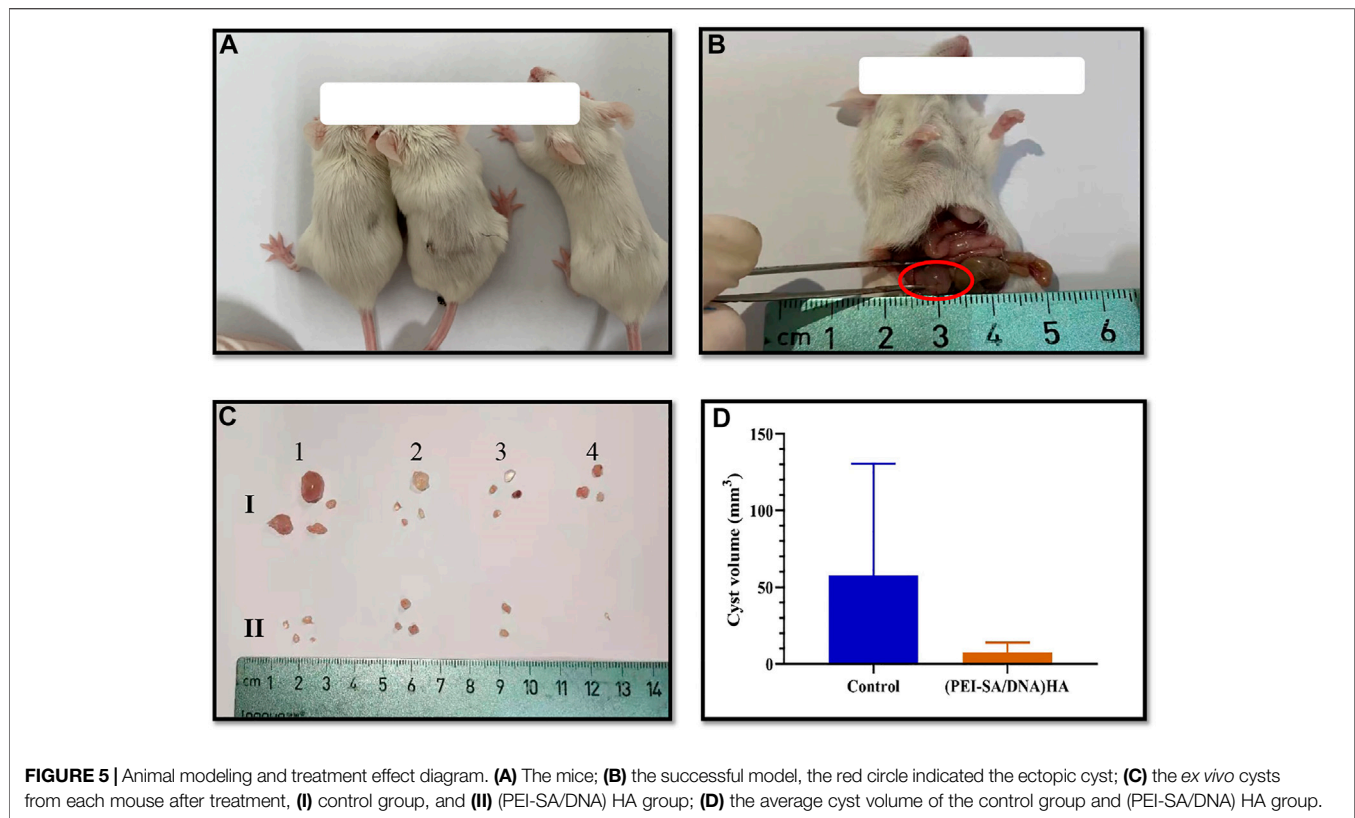 A
B
cm 1 2 3 4 5 6
C
1 2 3 4
I
II
cm 1 2 3 4 5 6 7 8 9 10 11 12 13 14
D
150
100
50
0
Cyst volume (mm³)
Control (PEI-SA/DNA)HA
FIGURE 5 | Animal modeling and treatment effect diagram. (A) The mice; (B) the successful model, the red circle indicated the ectopic cyst; (C) the ex vivo cysts
from each mouse after treatment, (I) control group, and (II) (PEI-SA/DNA) HA group; (D) the average cyst volume of the control group and (PEI-SA/DNA) HA group.